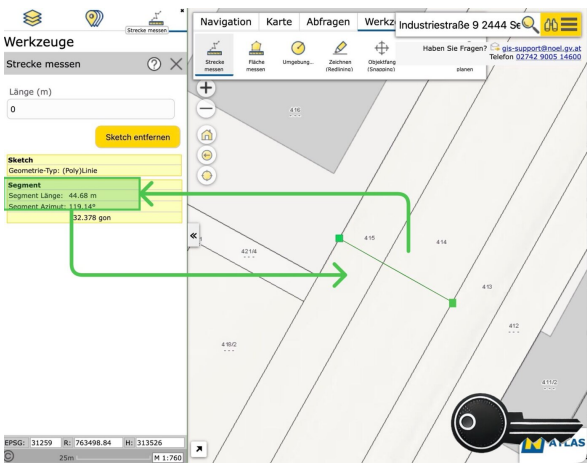 Strecke messen
Werkzeuge
Strecke messen
Länge (m)
0
Sketch entfernen
Sketch
Geometrie-Typ: (Poly)Linie
Segment
Segment Länge: 44.68 m
Segment Azimut: 119.14°
32.378 gon
EPSG: 31259 R: 763498.84 H: 313526
25m M 1:760
Navigation Karte Abfragen Werkz
Industriestraße 9 2444 Se
Strecke messen
Fläche messen
Umgebung...
Zeichnen (Redlining)
Objektfang (Snapping)
planen
Haben Sie Fragen? gis-support@noel.gv.at
Telefon 02742 9005 14600
416
415
414
421/4
413
412
418/2
411/2
ATLAS